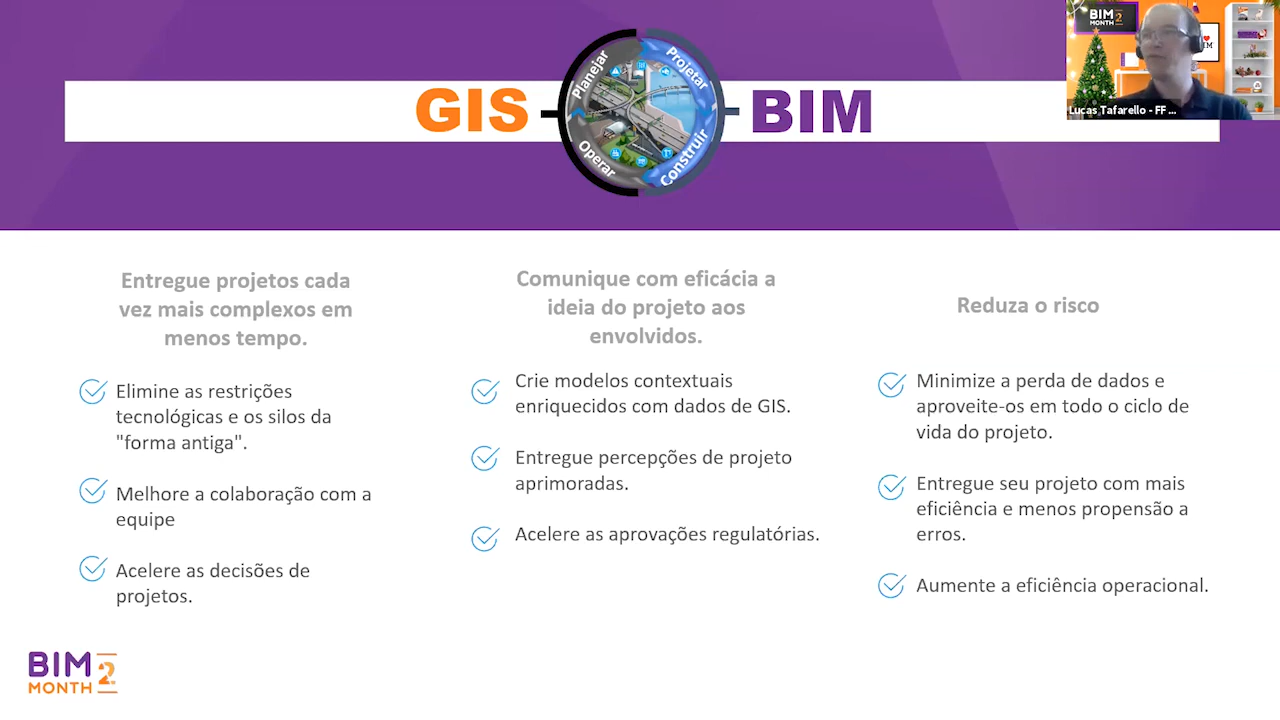 BIM 2
MONTH
IM
Lucas Tafarello - FF ...
GIS
Planejar
Projetar
Operar
Construir
BIM
Entregue projetos cada
vez mais complexos em
menos tempo.
Elimine as restrições
tecnológicas e os silos da
"forma antiga".
Melhore a colaboração com a
equipe
Acelere as decisões de
projetos.
Comunique com eficácia a
ideia do projeto aos
envolvidos.
Crie modelos contextuais
enriquecidos com dados de GIS.
Entregue percepções de projeto
aprimoradas.
Acelere as aprovações regulatórias.
Reduza o risco
Minimize a perda de dados e
aproveite-os em todo o ciclo de
vida do projeto.
Entregue seu projeto com mais
eficiência e menos propensão a
erros.
Aumente a eficiência operacional.
BIM 2
MONTH